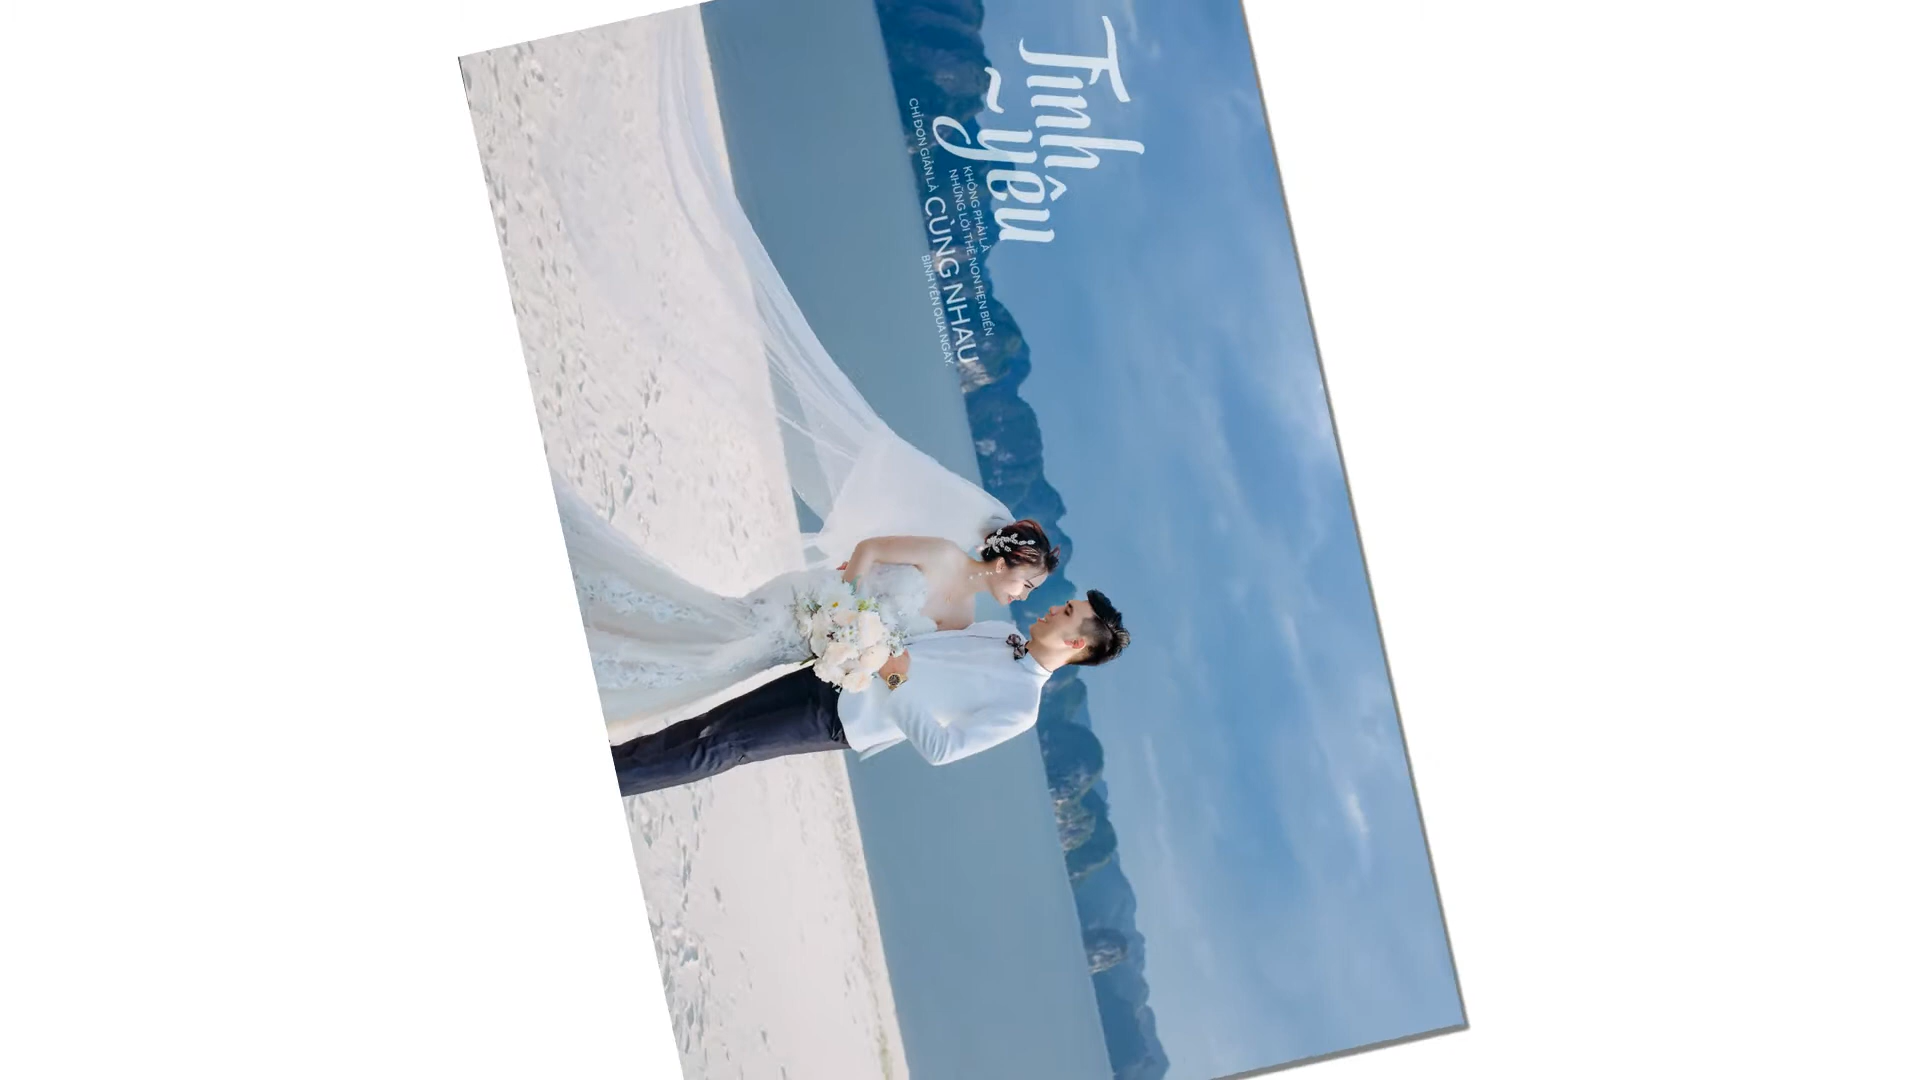 Tình
~ yêu
KHÔNG PHẢI LÀ
NHỮNG LỜI THỀ NON HẸN BIỂN
CHỈ ĐƠN GIẢN LÀ CÙNG NHAU
BÌNH YÊN QUA NGÀY.